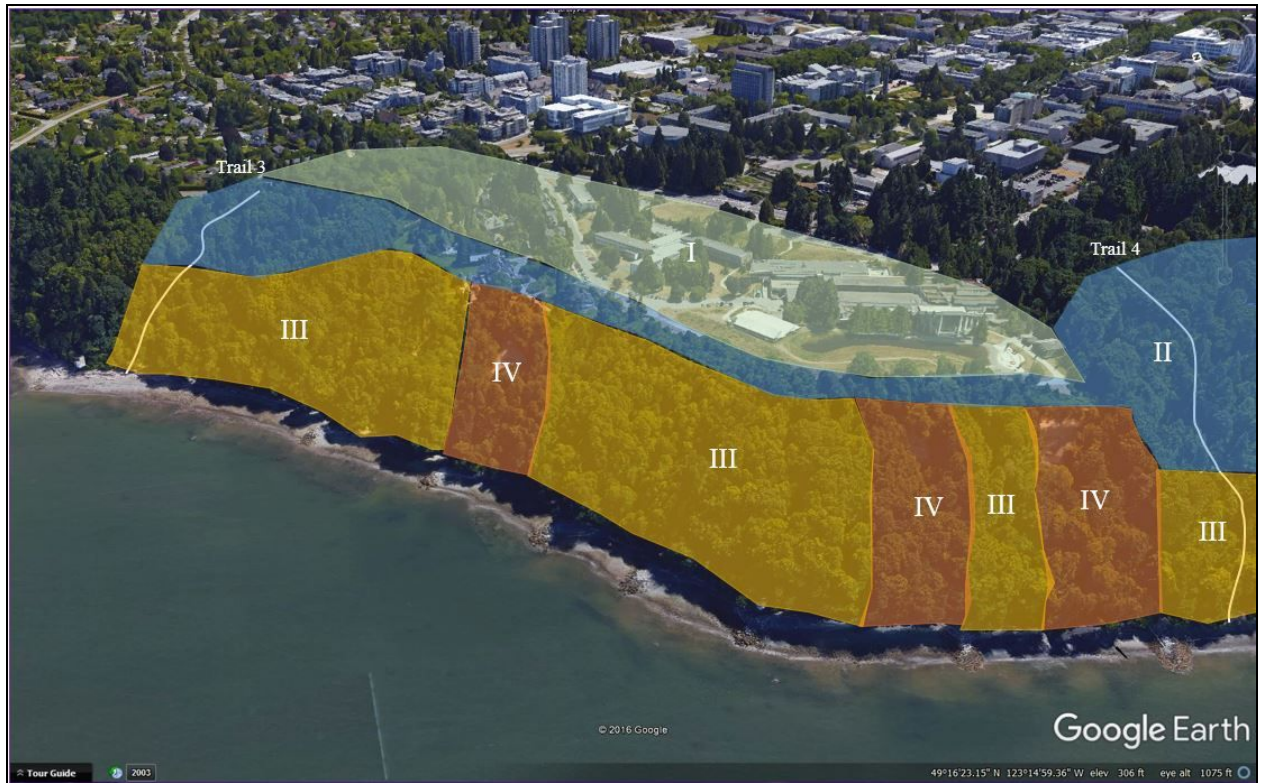 Trail 3
I
Trail 4
III
II
IV
III
IV
III
IV
III
© 2016 Google
Google Earth
Tour Guide
2003
49°16'23.15" N 123°14'59.36" W elev 306 ft eye alt 1075 ft